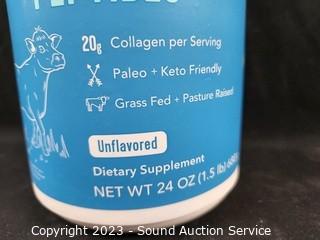 PEPTIDES
20g Collagen per Serving
Paleo + Keto Friendly
Grass Fed + Pasture Raised
Unflavored
Dietary Supplement
NET WT 24 OZ (1.5 lb)
Copyright 2023 - Sound Auction Service